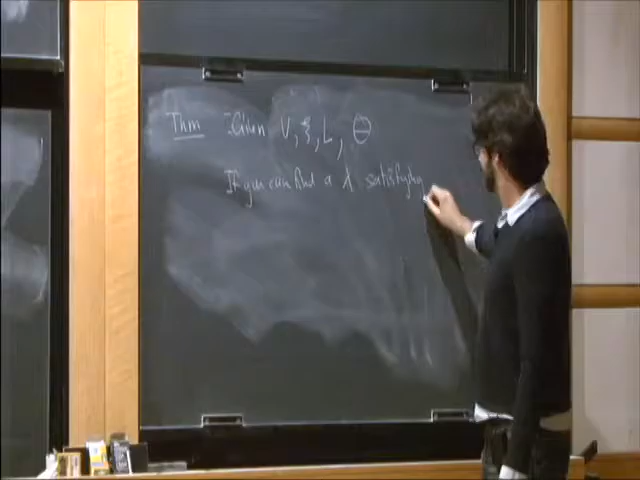 Thm Given V, ξ, L, Θ
If you can find a λ satisfying